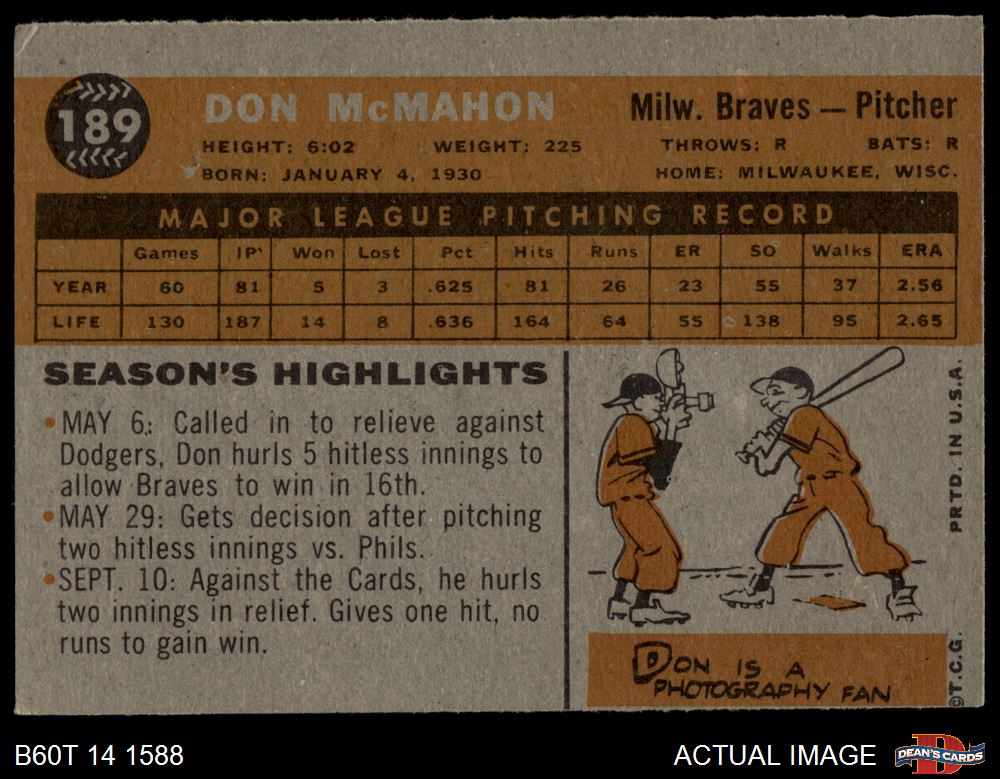 189
DON McMAHON
Milw. Braves — Pitcher
HEIGHT: 6:02 WEIGHT: 225 THROWS: R BATS: R
BORN: JANUARY 4, 1930 HOME: MILWAUKEE, WISC.
MAJOR LEAGUE PITCHING RECORD
Games IP' Won Lost Pct Hits Runs ER SO Walks ERA
YEAR 60 81 5 3 .625 81 26 23 55 37 2.56
LIFE 130 187 14 8 .636 164 64 55 138 95 2.65
SEASON'S HIGHLIGHTS
• MAY 6: Called in to relieve against
Dodgers, Don hurls 5 hitless innings to
allow Braves to win in 16th.
• MAY 29: Gets decision after pitching
two hitless innings vs. Phils.
• SEPT. 10: Against the Cards, he hurls
two innings in relief. Gives one hit, no
runs to gain win.
DON IS A
PHOTOGRAPHY FAN
©T.C.G. PRTD. IN U.S.A.
B60T 14 1588
ACTUAL IMAGE
DEAN'S CARDS